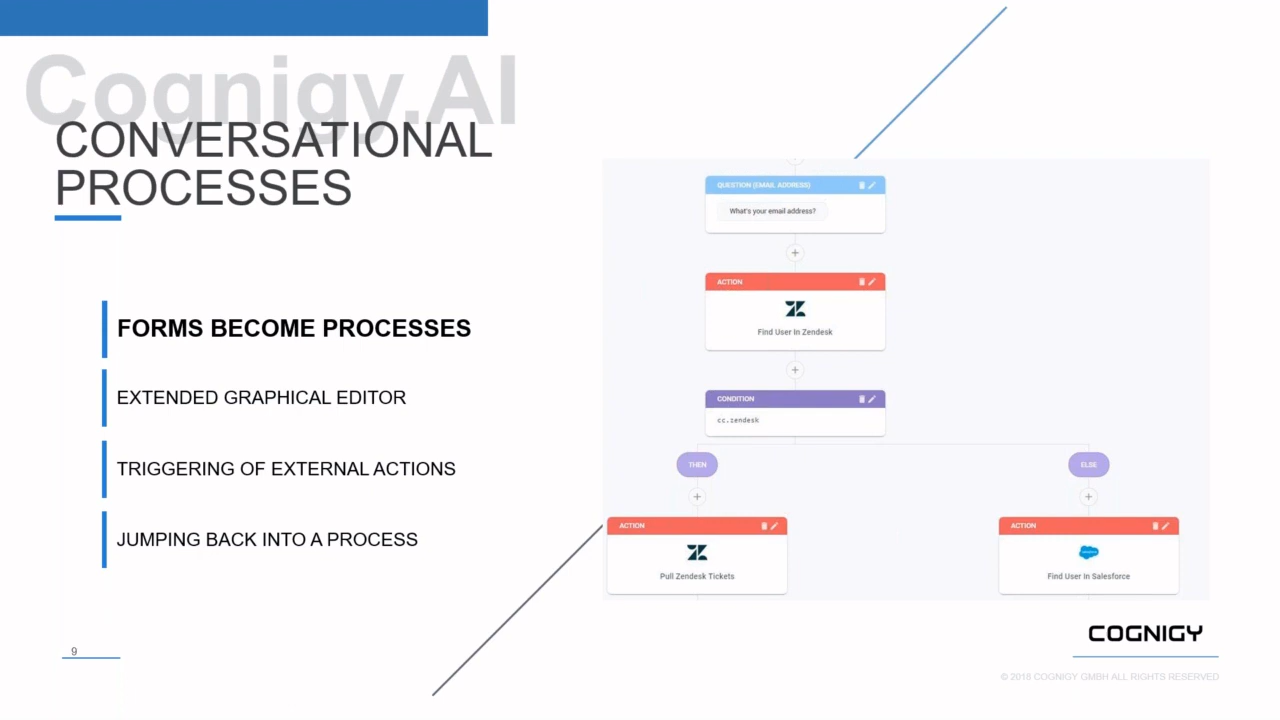 Cognigy.AI
CONVERSATIONAL
PROCESSES
FORMS BECOME PROCESSES
EXTENDED GRAPHICAL EDITOR
TRIGGERING OF EXTERNAL ACTIONS
JUMPING BACK INTO A PROCESS
QUESTION (EMAIL ADDRESS)
What's your email address?
ACTION
Find User In Zendesk
CONDITION
cc.zendesk
THEN
ELSE
ACTION
Pull Zendesk Tickets
ACTION
salesforce
Find User In Salesforce
9
COGNIGY
© 2018 COGNIGY GMBH ALL RIGHTS RESERVED